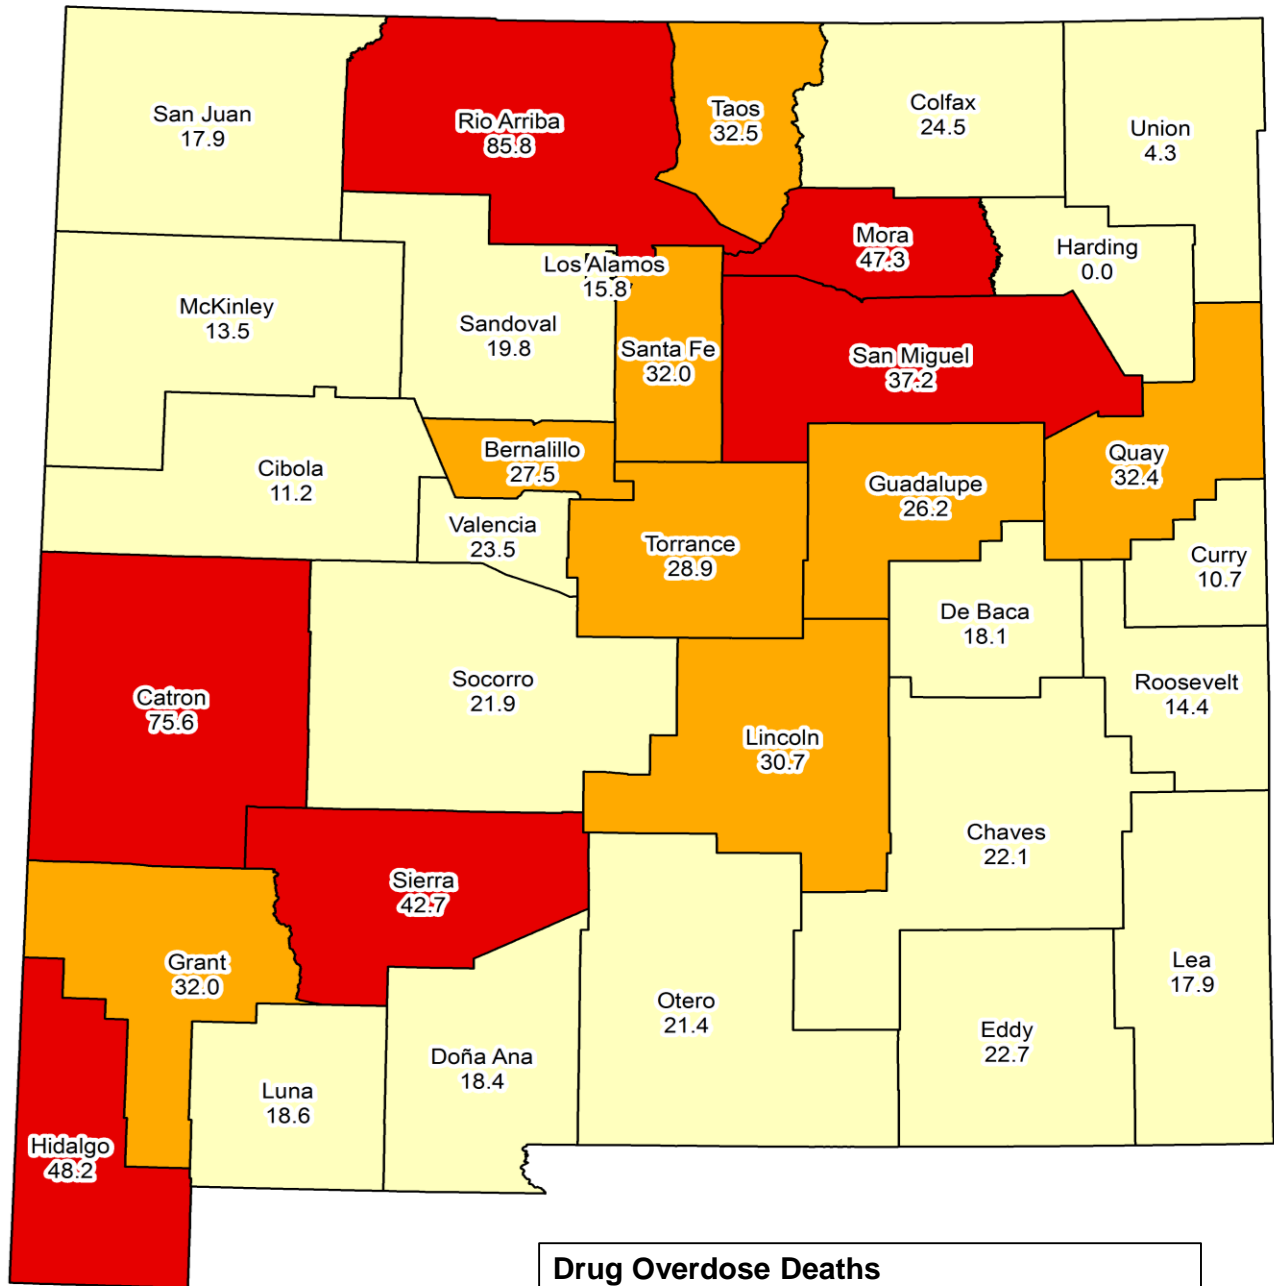 San Juan
17.9
Rio Arriba
85.8
Taos
32.5
Colfax
24.5
Union
4.3
Mora
47.3
Harding
0.0
Los Alamos
15.8
McKinley
13.5
Sandoval
19.8
Santa Fe
32.0
San Miguel
37.2
Bernalillo
27.5
Cibola
11.2
Guadalupe
26.2
Quay
32.4
Valencia
23.5
Torrance
28.9
Curry
10.7
De Baca
18.1
Catron
75.6
Socorro
21.9
Roosevelt
14.4
Lincoln
30.7
Chaves
22.1
Sierra
42.7
Grant
32.0
Otero
21.4
Lea
17.9
Eddy
22.7
Doña Ana
18.4
Luna
18.6
Hidalgo
48.2
Drug Overdose Deaths